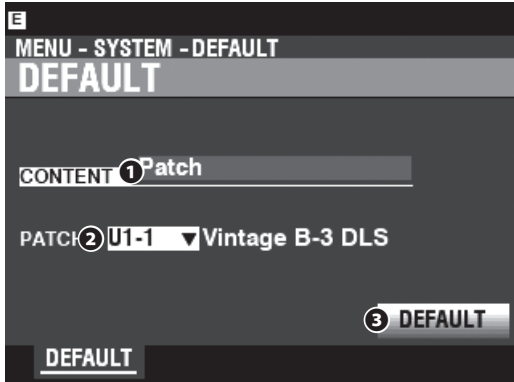 E
MENU - SYSTEM - DEFAULT
DEFAULT
CONTENT 1 Patch
PATCH 2 U1-1 ▼ Vintage B-3 DLS
3 DEFAULT
DEFAULT